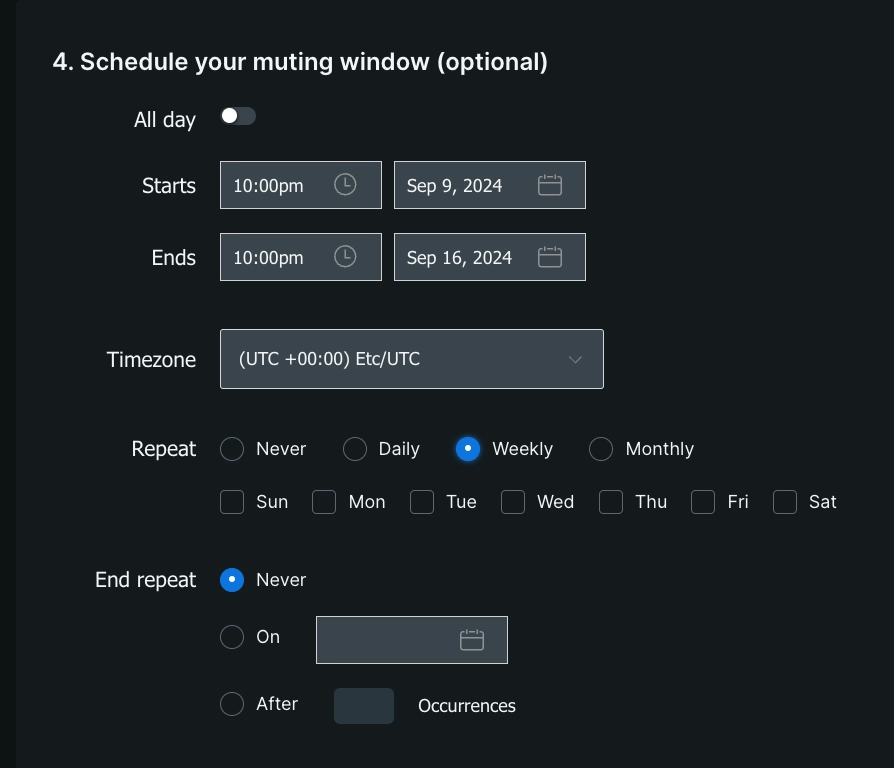 4. Schedule your muting window (optional)
All day
Starts 10:00pm Sep 9, 2024
Ends 10:00pm Sep 16, 2024
Timezone (UTC +00:00) Etc/UTC
Repeat Never Daily Weekly Monthly
Sun Mon Tue Wed Thu Fri Sat
End repeat Never
On
After Occurrences